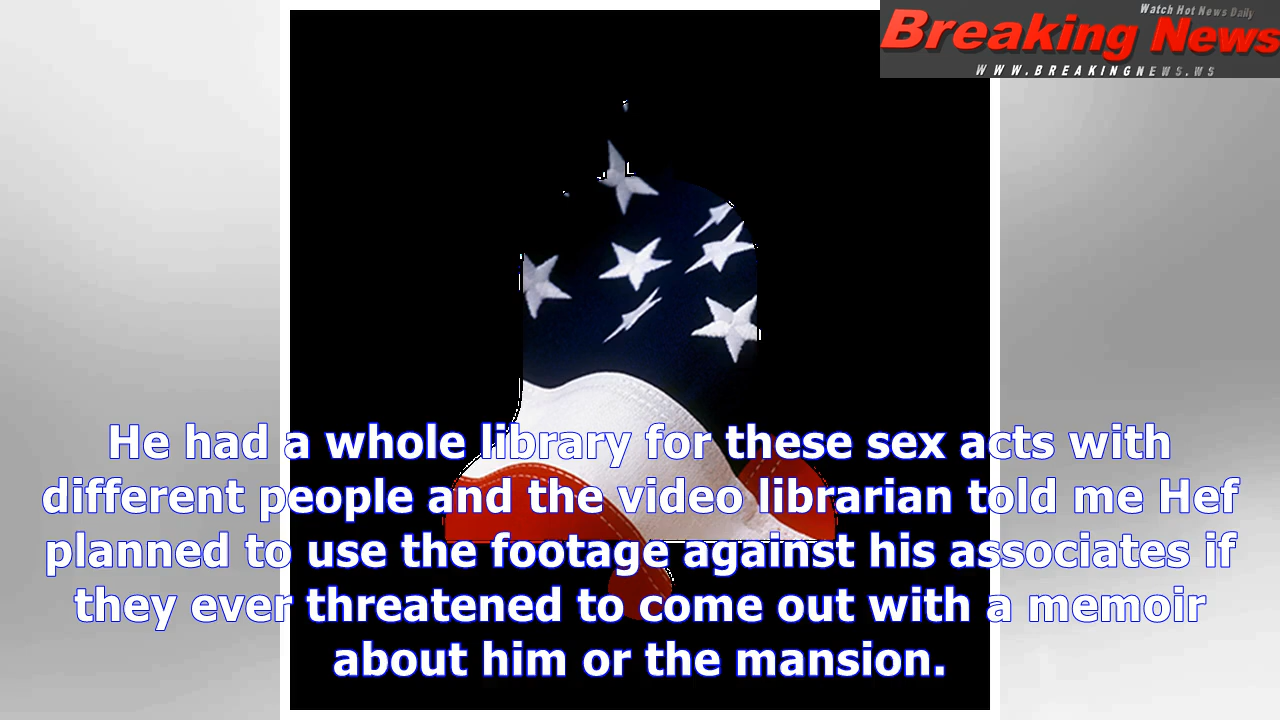 Watch Hot News Daily
Breaking News
WWW.BREAKINGNEWS.WS
He had a whole library for these sex acts with
different people and the video librarian told me Hef
planned to use the footage against his associates if
they ever threatened to come out with a memoir
about him or the mansion.